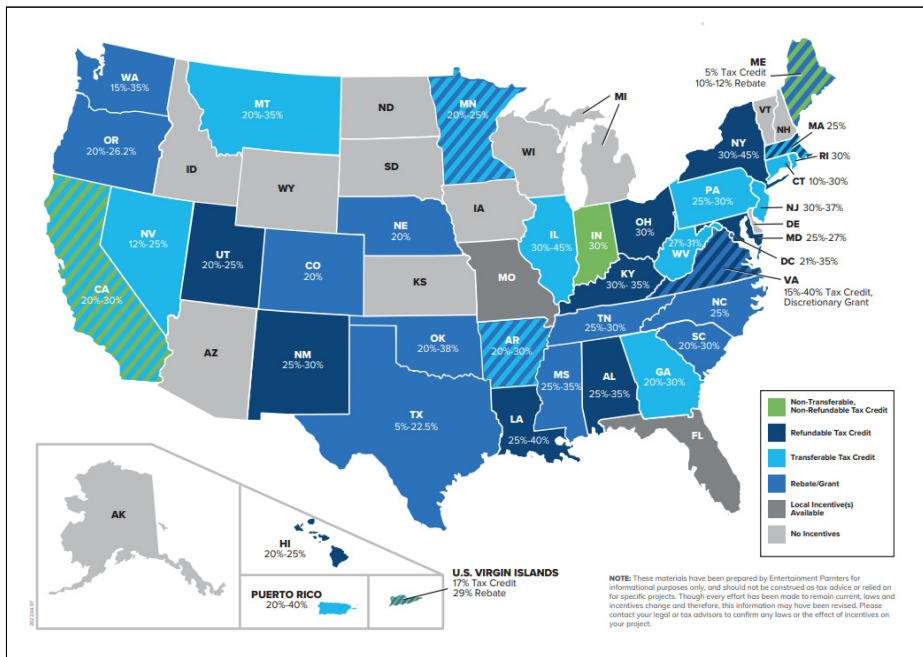 ME
5% Tax Credit
10%-12% Rebate
WA
15%-35%
MT
20%-35%
ND
MN
20%-25%
MI
VT
NH
OR
20%-26.2%
ID
SD
WI
NY
30%-45%
MA 25%
RI 30%
CT 10%-30%
WY
IA
PA
25%-30%
NJ 30%-37%
DE
NV
12%-25%
UT
20%-25%
NE
20%
IL
30%-45%
IN
30%
OH
30%
27%-31%
WV
MD 25%-27%
DC 21%-35%
CA
20%-30%
CO
20%
KS
MO
KY
30%- 35%
VA
15%-40% Tax Credit,
Discretionary Grant
AZ
NM
25%-30%
OK
20%-38%
AR
20%-30%
TN
25%-30%
NC
25%
SC
20%-30%
TX
5%-22.5%
LA
25%-40%
MS
25%-35%
AL
25%-35%
GA
20%-30%
FL
Non-Transferable,
Non-Refundable Tax Credit
Refundable Tax Credit
Transferable Tax Credit
Rebate/Grant
Local Incentive(s)
Available
No Incentives
AK
HI
20%-25%
PUERTO RICO
20%-40%
U.S. VIRGIN ISLANDS
17% Tax Credit
29% Rebate
NOTE: These materials have been prepared by Entertainment Parnters for
informational purposes only, and should not be construed as tax advice or relied on
for specific projects. Though every effort has been made to remain current, laws and
incentives change and therefore, this information may have been revised. Please
contact your legal or tax advisors to confirm any laws or the effect of incentives on
your project.